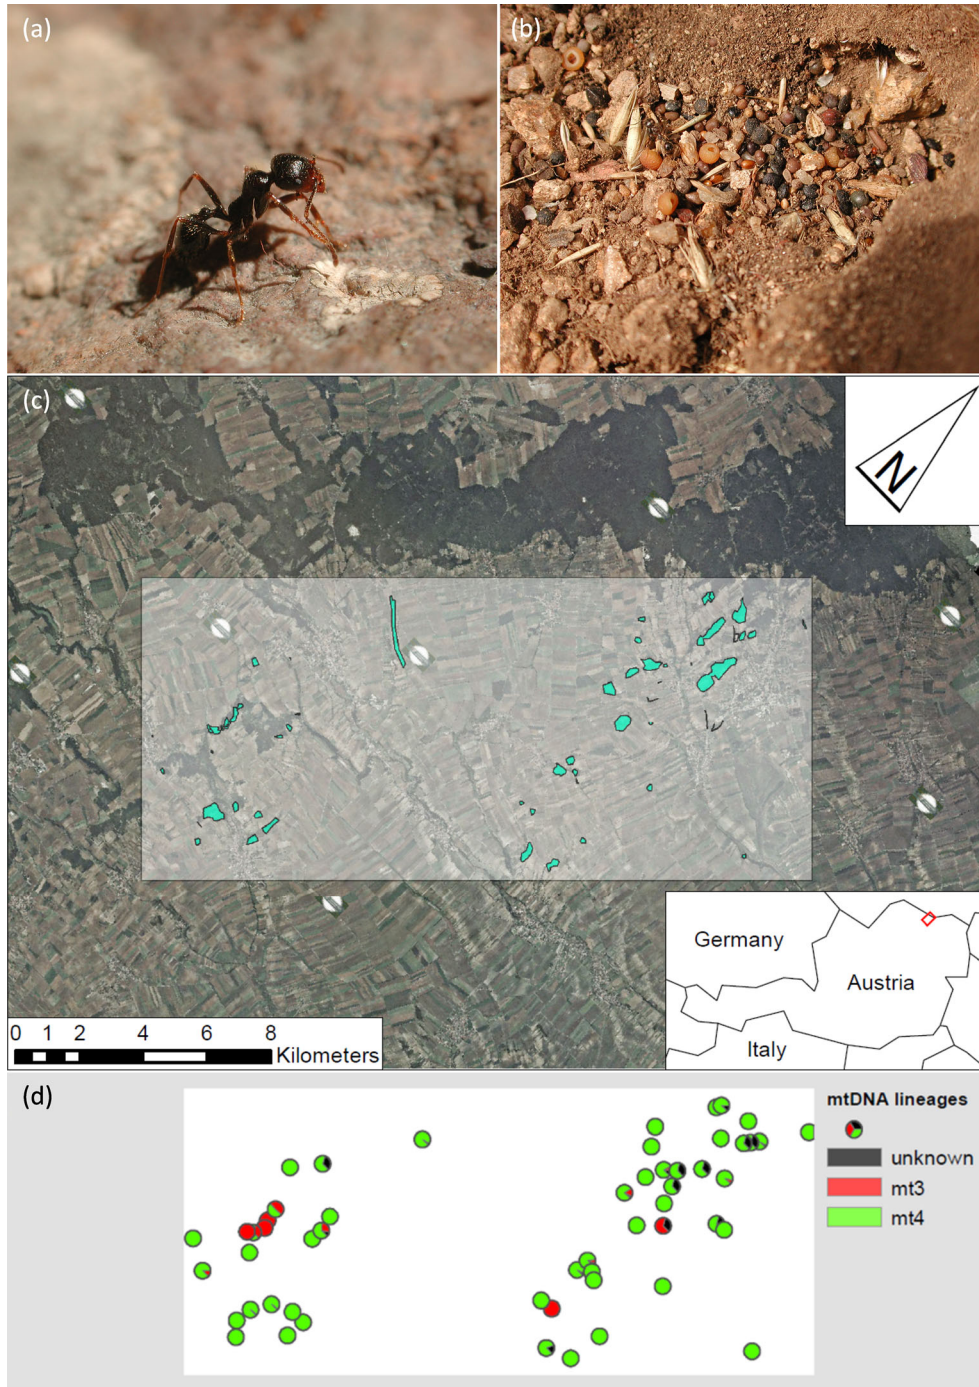 (a)
(b)
(c)
N
Germany
Austria
Italy
0 1 2 4 6 8
Kilometers
(d)
mtDNA lineages
unknown
mt3
mt4